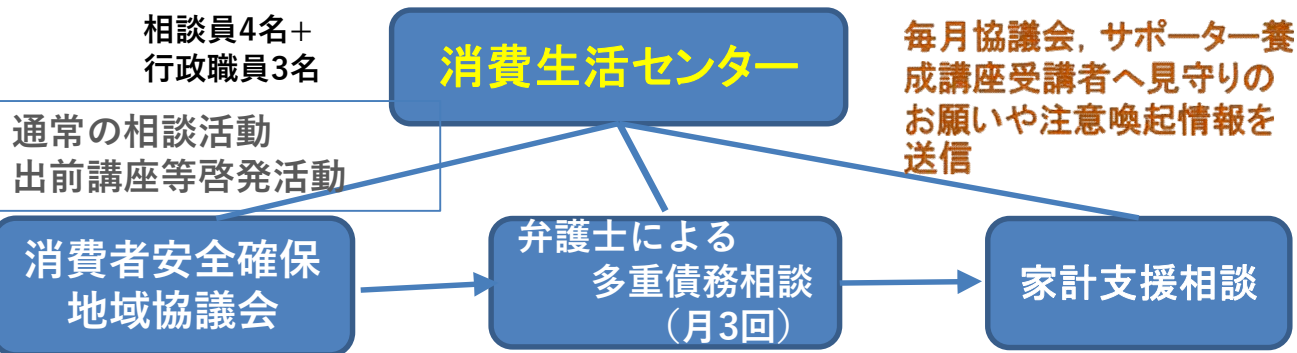 相談員4名+
行政職員3名
消費生活センター
毎月協議会，サポーター養
成講座受講者へ見守りの
お願いや注意喚起情報を
送信
通常の相談活動
出前講座等啓発活動
消費者安全確保
地域協議会
弁護士による
多重債務相談
（月3回）
家計支援相談